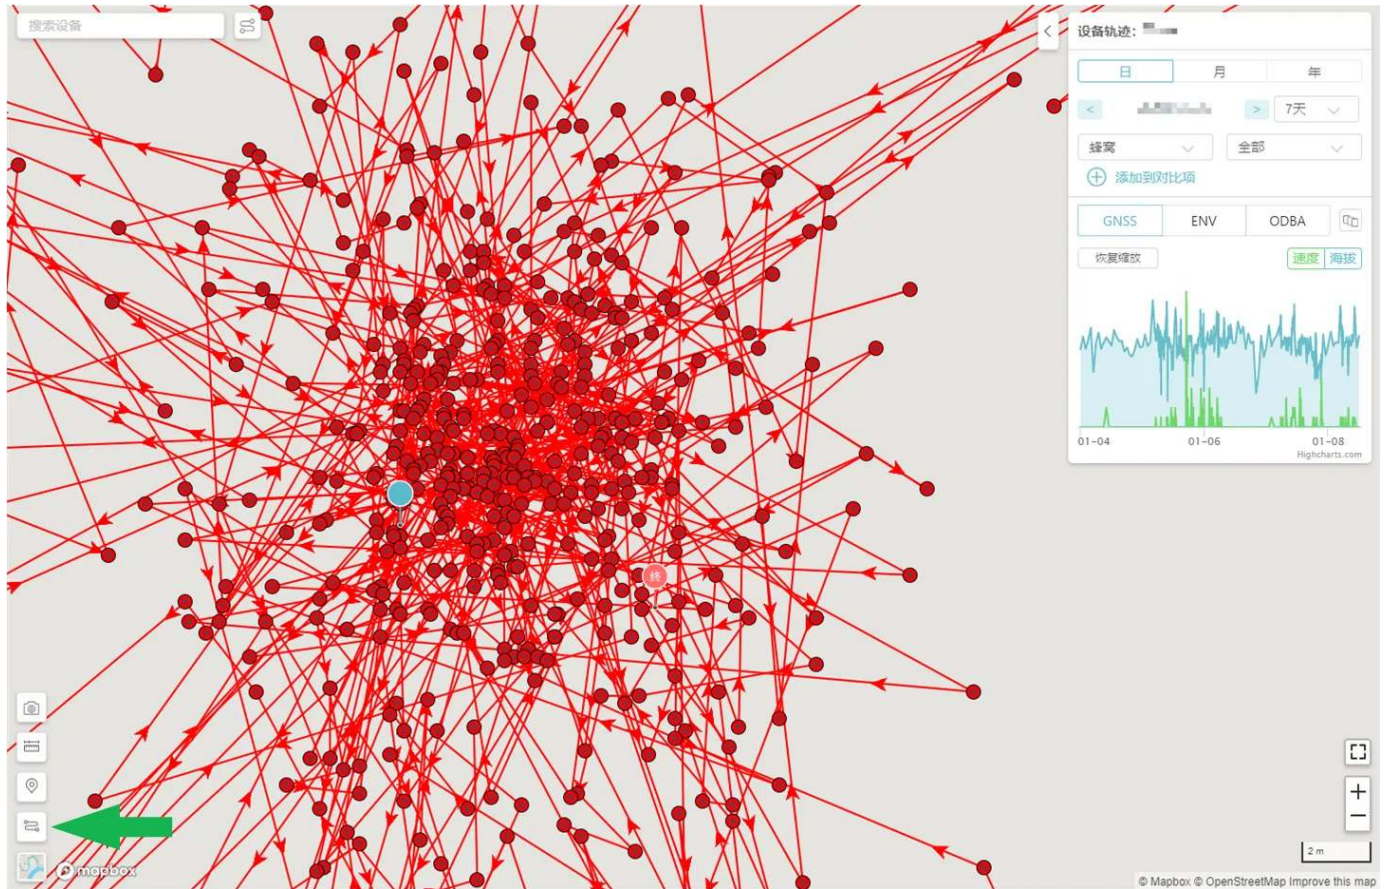 搜索设备
设备轨迹：
日 月 年
< > 7天
蜂窝 全部
添加到对比项
GNSS ENV ODBA
恢复缩放 速度 海拔
01-04 01-06 01-08
Highcharts.com
终
2 m
mapbox
© Mapbox © OpenStreetMap Improve this map